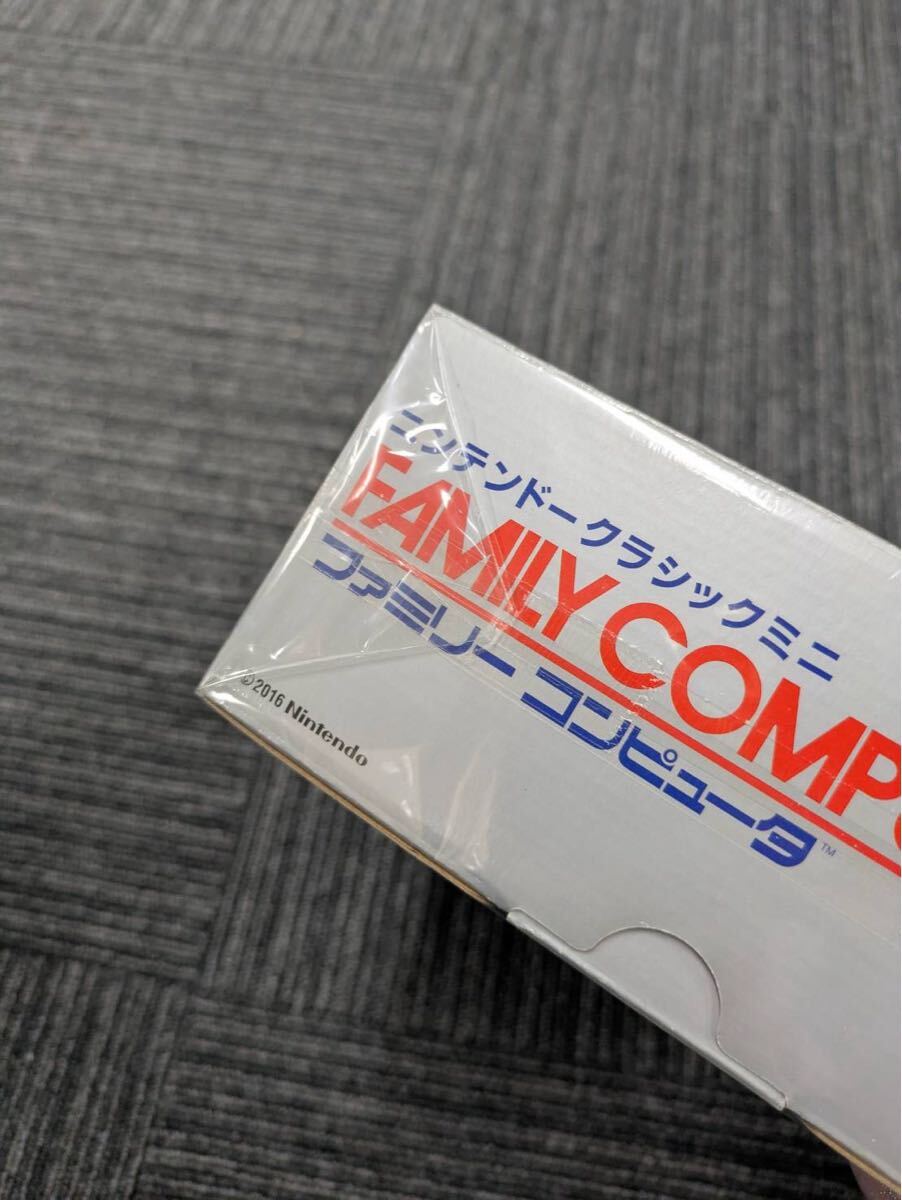 ニンテンドークラシックミニ
FAMILY COMP
ファミリー コンピュータ™
©2016 Nintendo